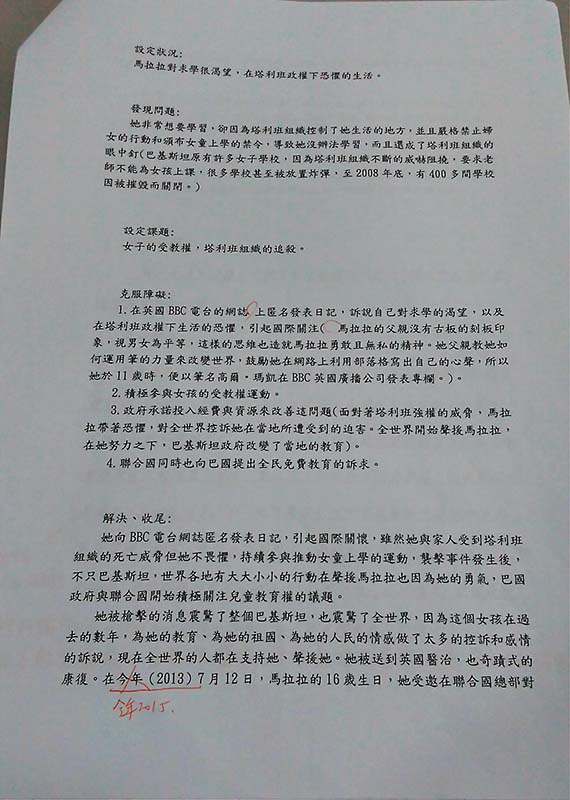 設定狀況:
馬拉拉對求學很渴望，在塔利班政權下恐懼的生活。
發現問題:
她非常想要學習，卻因為塔利班組織控制了她生活的地方，並且嚴格禁止婦
女的行動和頒布女童上學的禁令，導致她沒辦法學習，而且還成了塔利班組織的
眼中釘(巴基斯坦原有許多女子學校，因為塔利班組織不斷的威赫阻撓，要求老
師不能為女孩上課，很多學校甚至被放置炸彈，至2008年底，有400多間學校
因被摧毀而關閉。)
設定課題:
女子的受教權，塔利班組織的追殺。
克服障礙:
1.在英國BBC電台的網誌 上匿名發表日記，訴說自己對求學的渴望，以及
在塔利班政權下生活的恐懼，引起國際關注( 馬拉拉的父親沒有古板的刻板印
象，視男女為平等，這樣的思維也造就馬拉拉勇敢且無私的精神。她父親教她如
何運用筆的力量來改變世界，鼓勵她在網路上利用部落格寫出自己的心聲，所以
她於11歲時，便以筆名高爾‧瑪凱在BBC英國廣播公司發表專欄。)。
2.積極參與女孩的受教權運動。
3.政府承諾投入經費與資源來改善這問題(面對著塔利班強權的威脅，馬拉
拉帶著恐懼，對全世界控訴她在當地所遭受到的迫害。全世界開始聲援馬拉拉，
在她努力之下，巴基斯坦政府改變了當地的教育)。
4.聯合國同時也向巴國提出全民免費教育的訴求。
解決、收尾:
她向BBC電台網誌匿名發表日記，引起國際關懷，雖然她與家人受到塔利班
組織的死亡威脅但她不畏懼，持續參與推動女童上學的運動，襲擊事件發生後，
不只巴基斯坦，世界各地有大大小小的行動在聲援馬拉拉也因為她的勇氣，巴國
政府與聯合國開始積極關注兒童教育權的議題。
她被槍擊的消息震驚了整個巴基斯坦，也震驚了全世界，因為這個女孩在過
去的數年，為她的教育、為她的祖國、為她的人民的情感做了太多的控訴和感情
的訴說，現在全世界的人都在支持她、聲援她。她被送到英國醫治，也奇蹟式的
康復。在今年(2013)7月12日，馬拉拉的16歲生日，她受邀在聯合國總部對
今年2015.